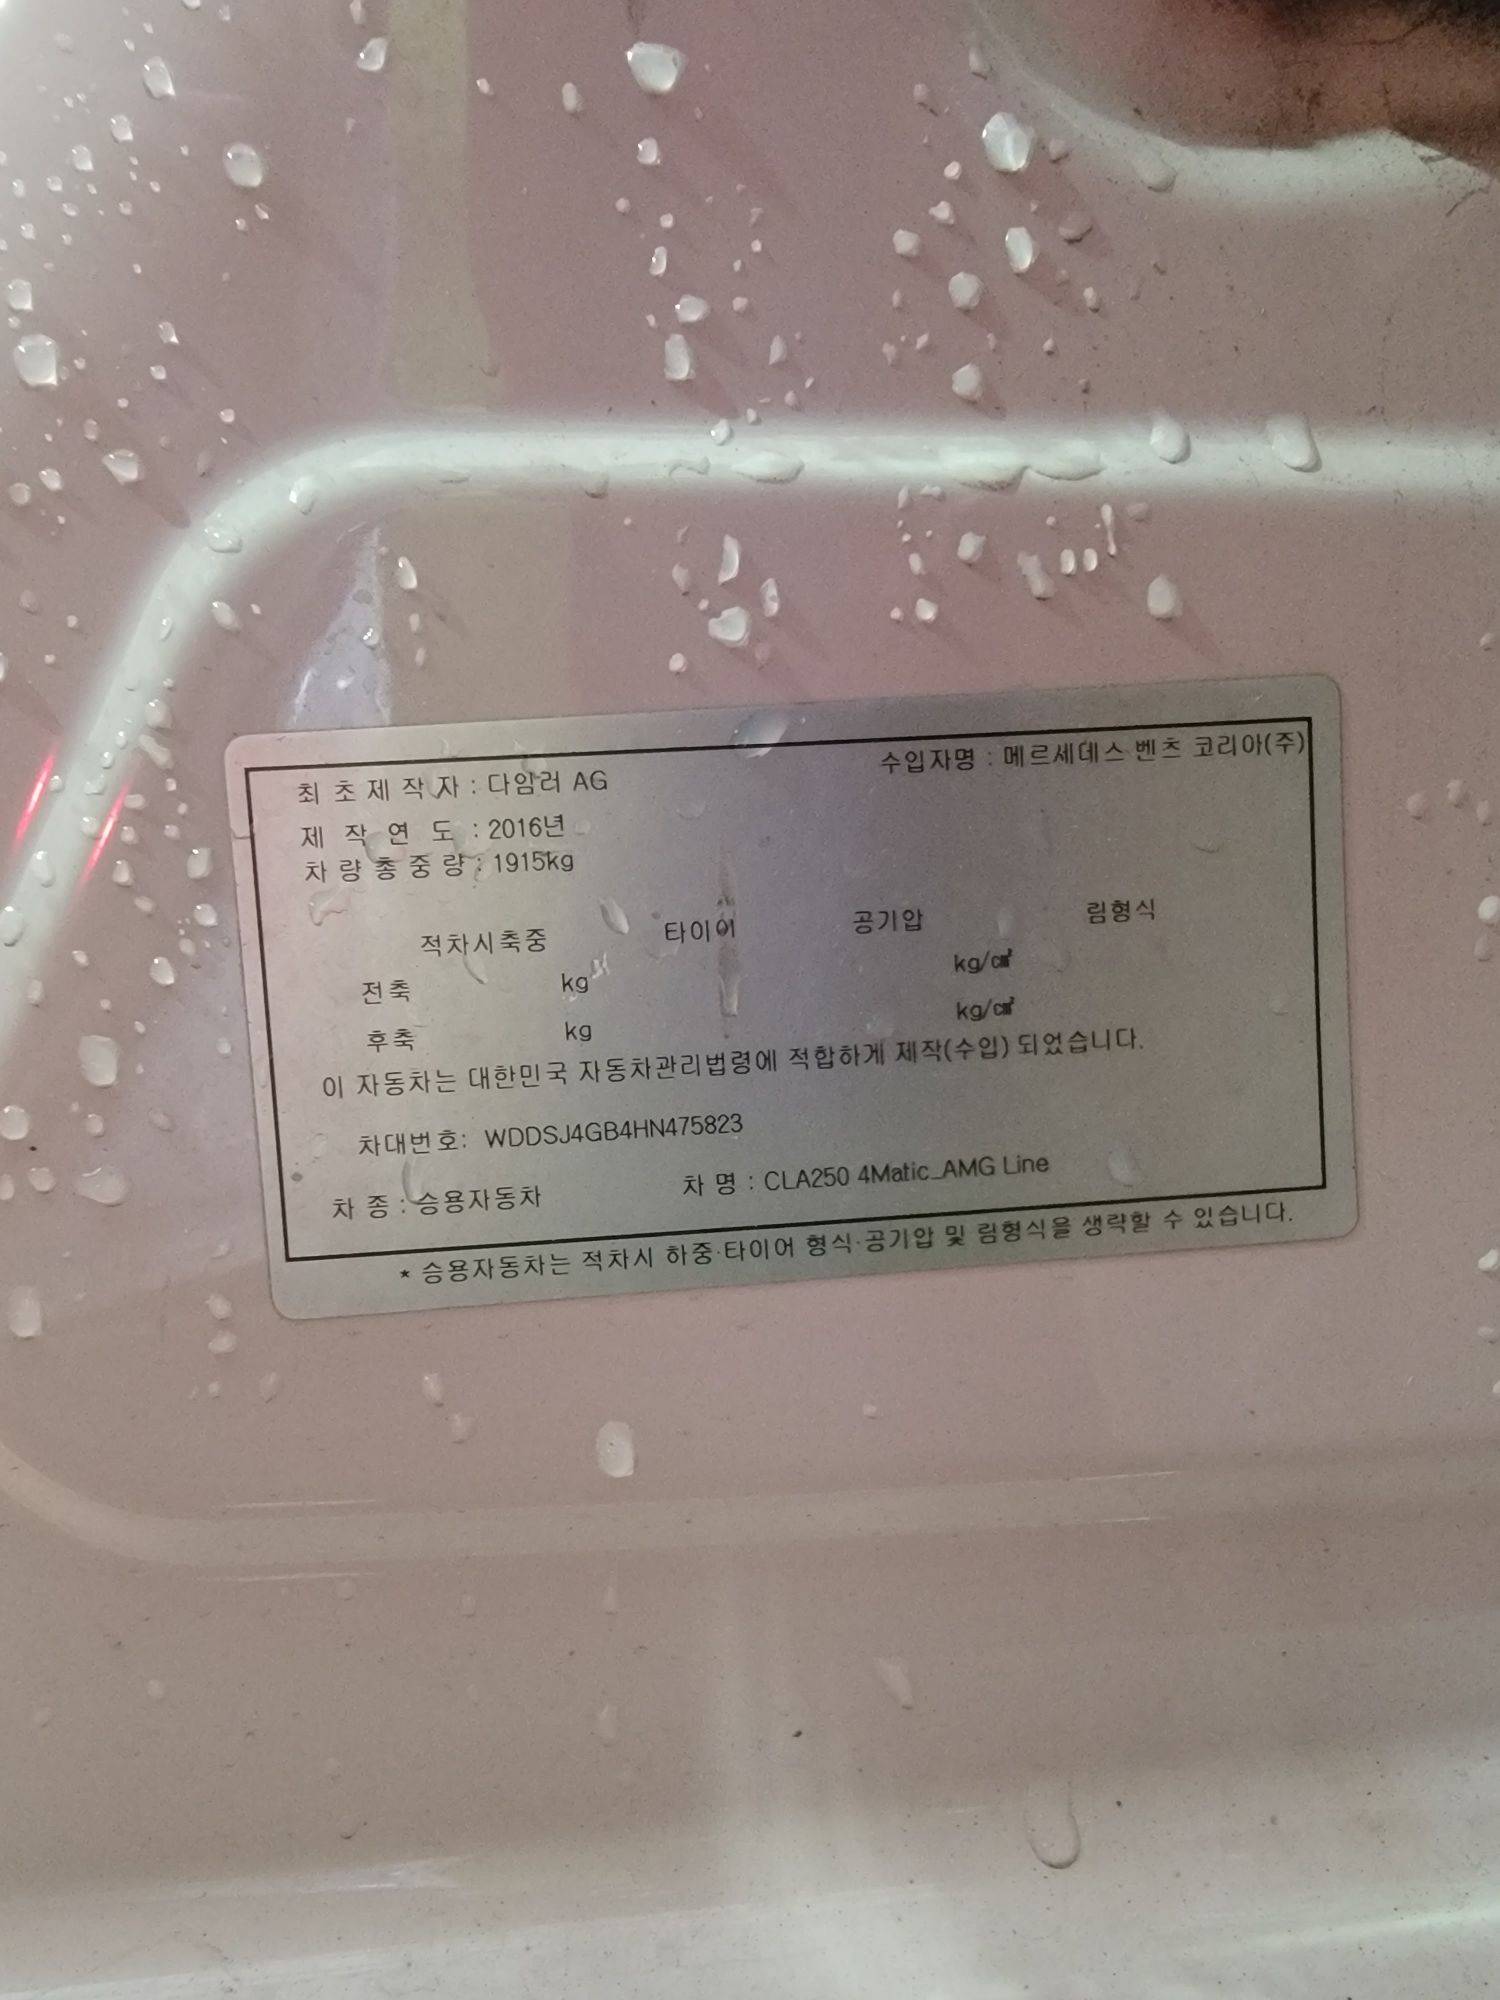 최초제작자 : 다임러 AG 수입자명 : 메르세데스 벤츠 코리아(주)
제작연도 : 2016년
차량총중량 : 1915kg
적차시축중 타이어 공기압 림형식
전축 kg kg/㎠
후축 kg kg/㎠
이 자동차는 대한민국 자동차관리법령에 적합하게 제작(수입) 되었습니다.
차대번호: WDDSJ4GB4HN475823
차 종 : 승용자동차 차 명 : CLA250 4Matic_AMG Line
* 승용자동차는 적차시 하중·타이어 형식·공기압 및 림형식을 생략할 수 있습니다.